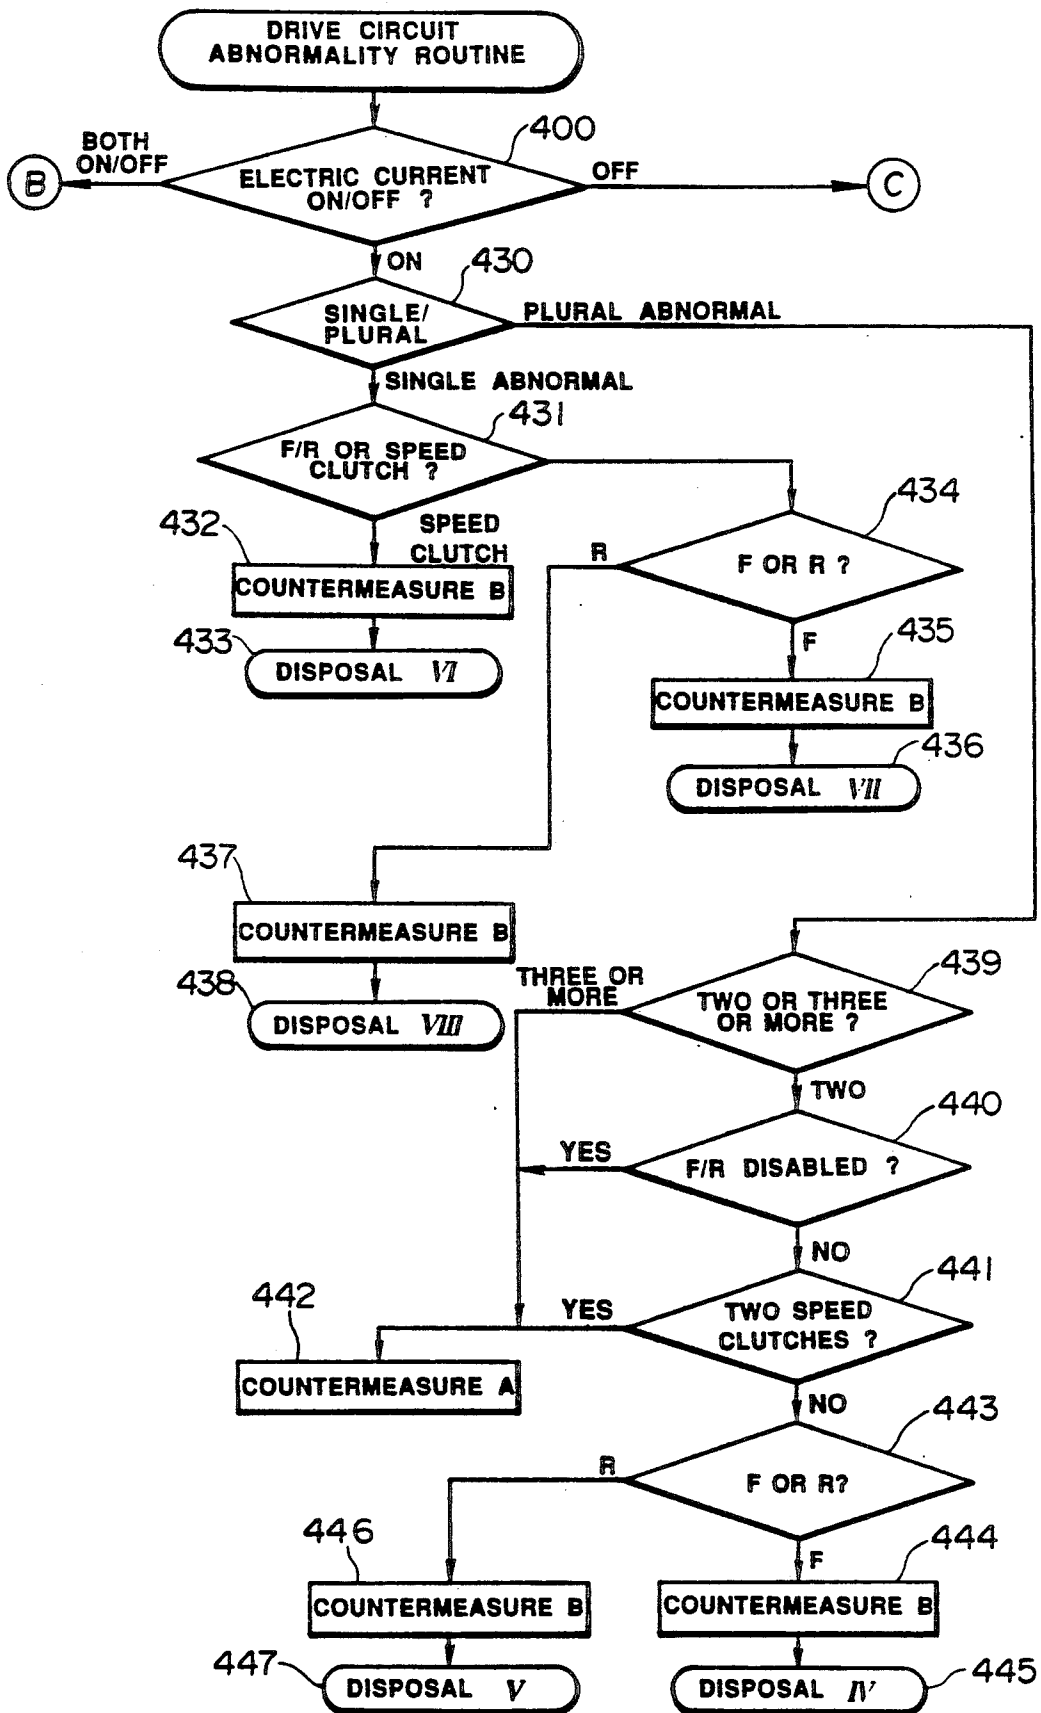 DRIVE CIRCUIT
ABNORMALITY ROUTINE
400
BOTH
ON/OFF
B
ELECTRIC CURRENT
ON/OFF ?
OFF
C
ON
430
SINGLE/
PLURAL
PLURAL ABNORMAL
SINGLE ABNORMAL
431
F/R OR SPEED
CLUTCH ?
434
432
SPEED
CLUTCH
R
F OR R ?
COUNTERMEASURE B
433
F
435
DISPOSAL VI
COUNTERMEASURE B
436
DISPOSAL VII
437
COUNTERMEASURE B
439
438
THREE OR
MORE
TWO OR THREE
OR MORE ?
DISPOSAL VIII
TWO
440
YES
F/R DISABLED ?
NO
441
442
YES
TWO SPEED
CLUTCHES ?
COUNTERMEASURE A
NO
443
R
F OR R?
446
F
444
COUNTERMEASURE B
COUNTERMEASURE B
447
DISPOSAL V
DISPOSAL IV
445